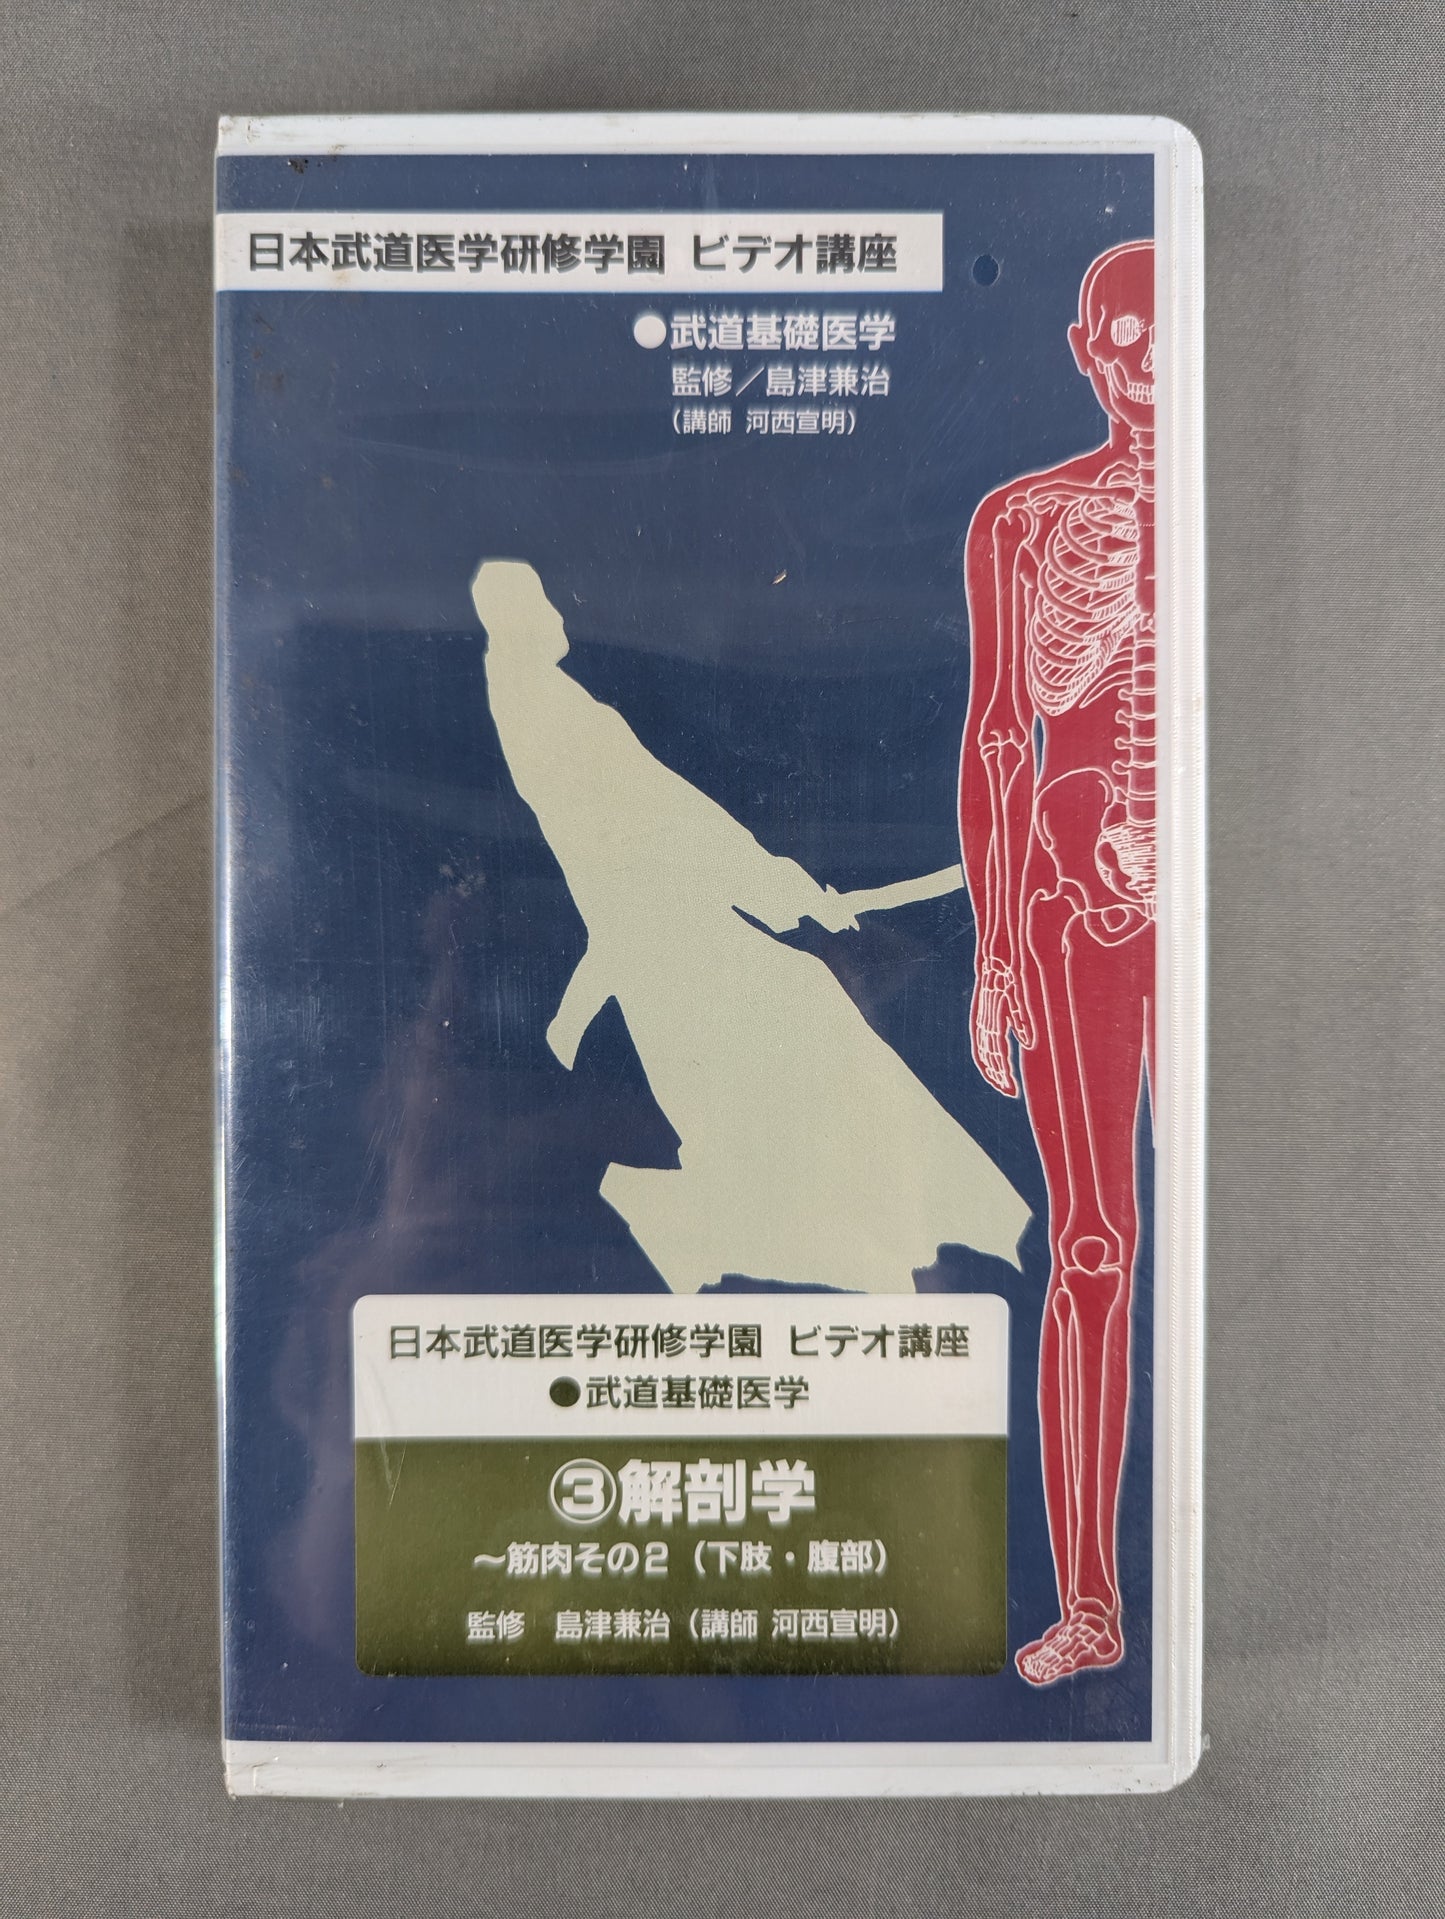 日本武道医学研修学園 ビデオ講座
●武道基礎医学
監修／島津兼治
（講師 河西宣明）
日本武道医学研修学園 ビデオ講座
●武道基礎医学
③解剖学
～筋肉その２（下肢・腹部）
監修 島津兼治（講師 河西宣明）